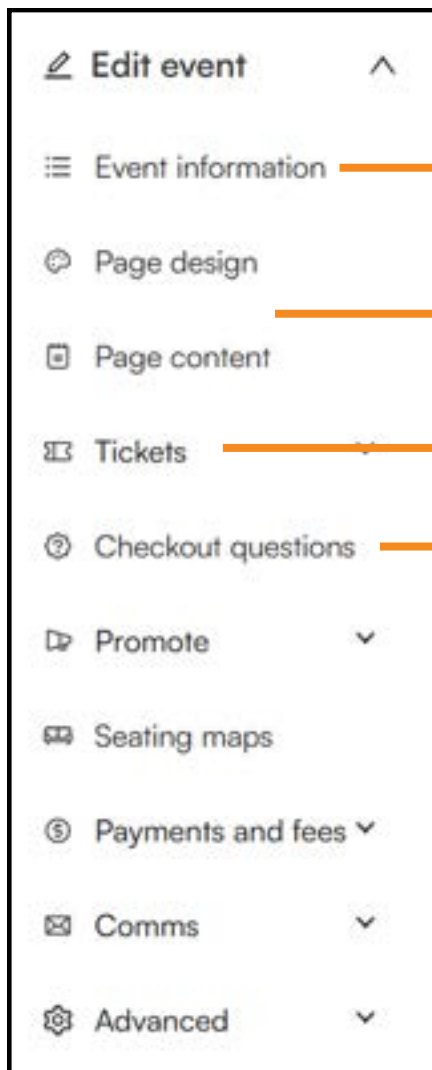 Edit event
Event information
Page design
Page content
Tickets
Checkout questions
Promote
Seating maps
Payments and fees
Comms
Advanced